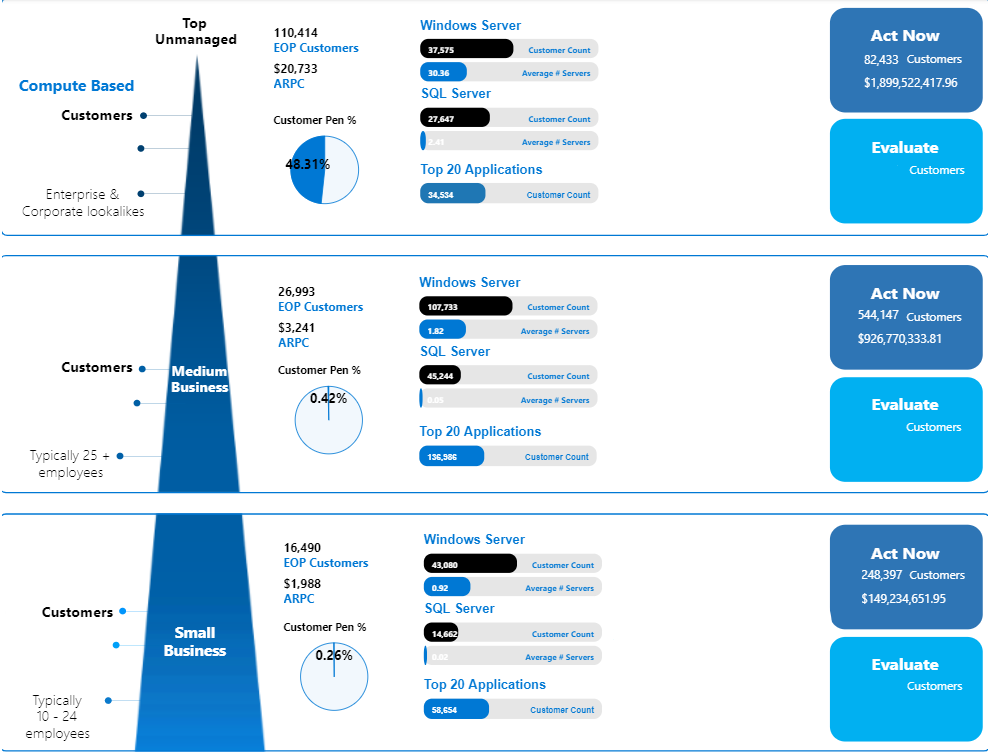 Top
Unmanaged
Compute Based
Customers
Enterprise &
Corporate lookalikes
110,414
EOP Customers
$20,733
ARPC
Customer Pen %
48.31%
Windows Server
37,575 Customer Count
30.36 Average # Servers
SQL Server
27,647 Customer Count
2.41 Average # Servers
Top 20 Applications
34,534 Customer Count
Act Now
82,433 Customers
$1,899,522,417.96
Evaluate
Customers
Customers
Medium
Business
Typically 25 +
employees
26,993
EOP Customers
$3,241
ARPC
Customer Pen %
0.42%
Windows Server
107,733 Customer Count
1.82 Average # Servers
SQL Server
45,244 Customer Count
0.05 Average # Servers
Top 20 Applications
136,986 Customer Count
Act Now
544,147 Customers
$926,770,333.81
Evaluate
Customers
Customers
Small
Business
Typically
10 - 24
employees
16,490
EOP Customers
$1,988
ARPC
Customer Pen %
0.26%
Windows Server
43,080 Customer Count
0.92 Average # Servers
SQL Server
14,662 Customer Count
0.02 Average # Servers
Top 20 Applications
58,654 Customer Count
Act Now
248,397 Customers
$149,234,651.95
Evaluate
Customers